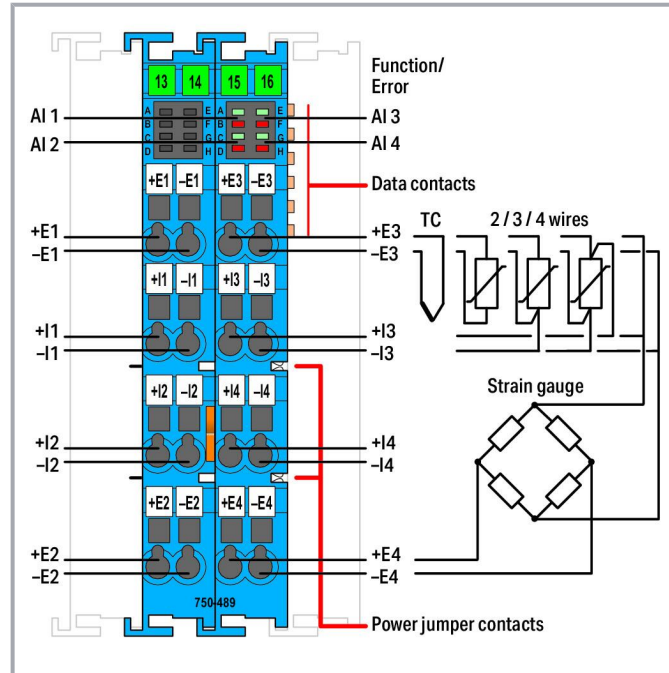 13 14 15 16
Function/
Error
A E A E
B F B F
C G C G
D H D H
AI 1
AI 2
AI 3
AI 4
+E1 –E1 +E3 –E3
Data contacts
+E1
–E1
+E3
–E3
TC
2 / 3 / 4 wires
+I1 –I1 +I3 –I3
+I1
–I1
+I3
–I3
+I2 –I2 +I4 –I4
Strain gauge
+I2
–I2
+I4
–I4
+E2 –E2 +E4 –E4
+E2
–E2
+E4
–E4
750-489
Power jumper contacts